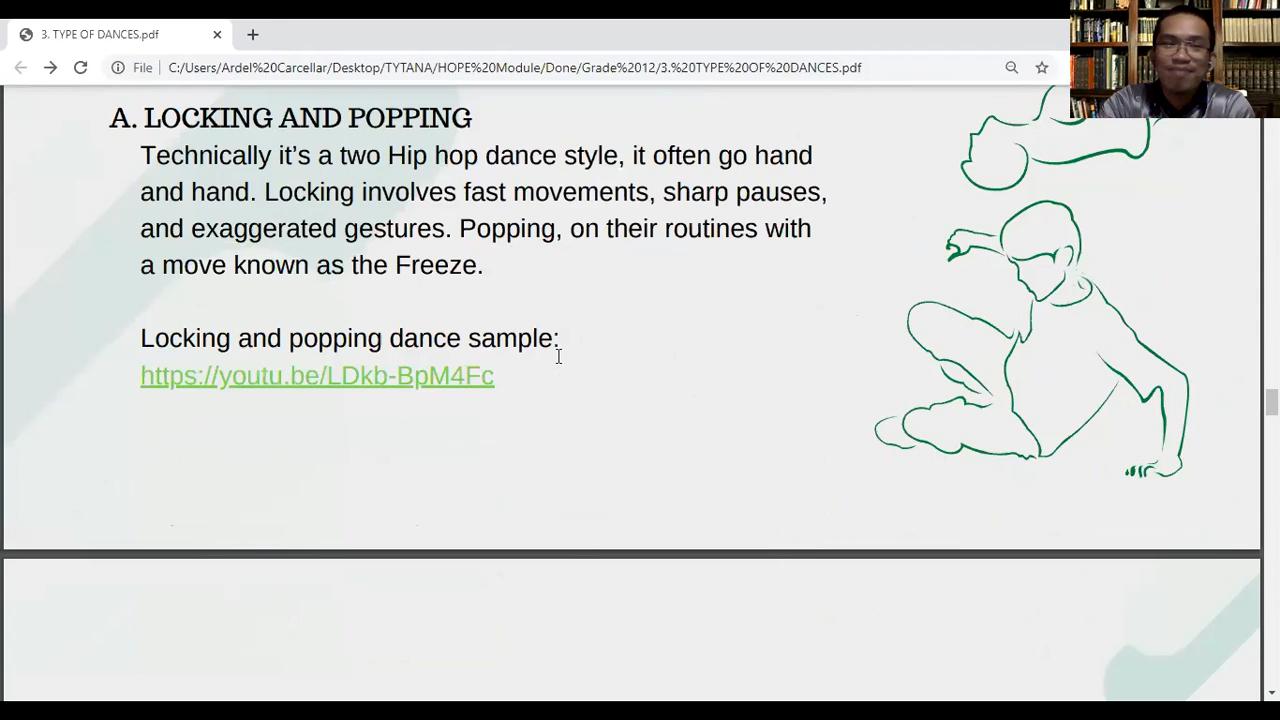 3. TYPE OF DANCES.pdf
File
C:/Users/Ardel%20Carcellar/Desktop/TYTANA/HOPE%20Module/Done/Grade%2012/3.%20TYPE%20OF%20DANCES.pdf
A. LOCKING AND POPPING
Technically it’s a two Hip hop dance style, it often go hand
and hand. Locking involves fast movements, sharp pauses,
and exaggerated gestures. Popping, on their routines with
a move known as the Freeze.
Locking and popping dance sample:
https://youtu.be/LDkb-BpM4Fc